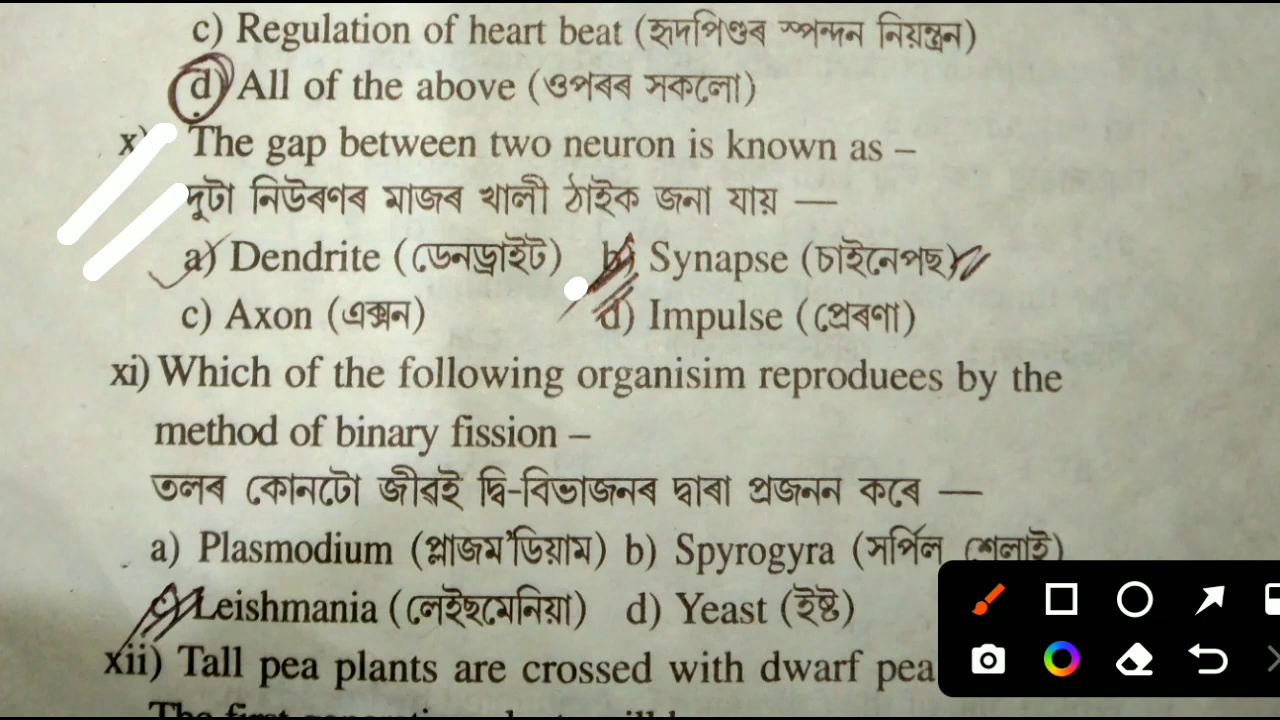 c) Regulation of heart beat (হৃদপিণ্ডৰ স্পন্দন নিয়ন্ত্ৰন)
d) All of the above (ওপৰৰ সকলো)
x) The gap between two neuron is known as –
দুটা নিউৰণৰ মাজৰ খালী ঠাইক জনা যায় —
a) Dendrite (ডেনড্ৰাইট) b) Synapse (চাইনেপছ)
c) Axon (এক্সন) d) Impulse (প্ৰেৰণা)
xi) Which of the following organisim reproduees by the
method of binary fission –
তলৰ কোনটো জীৱই দ্বি-বিভাজনৰ দ্বাৰা প্ৰজনন কৰে —
a) Plasmodium (প্লাজম'ডিয়াম) b) Spyrogyra (সৰ্পিল শেলাই)
c) Leishmania (লেইছমেনিয়া) d) Yeast (ইষ্ট)
xii) Tall pea plants are crossed with dwarf pea
The first